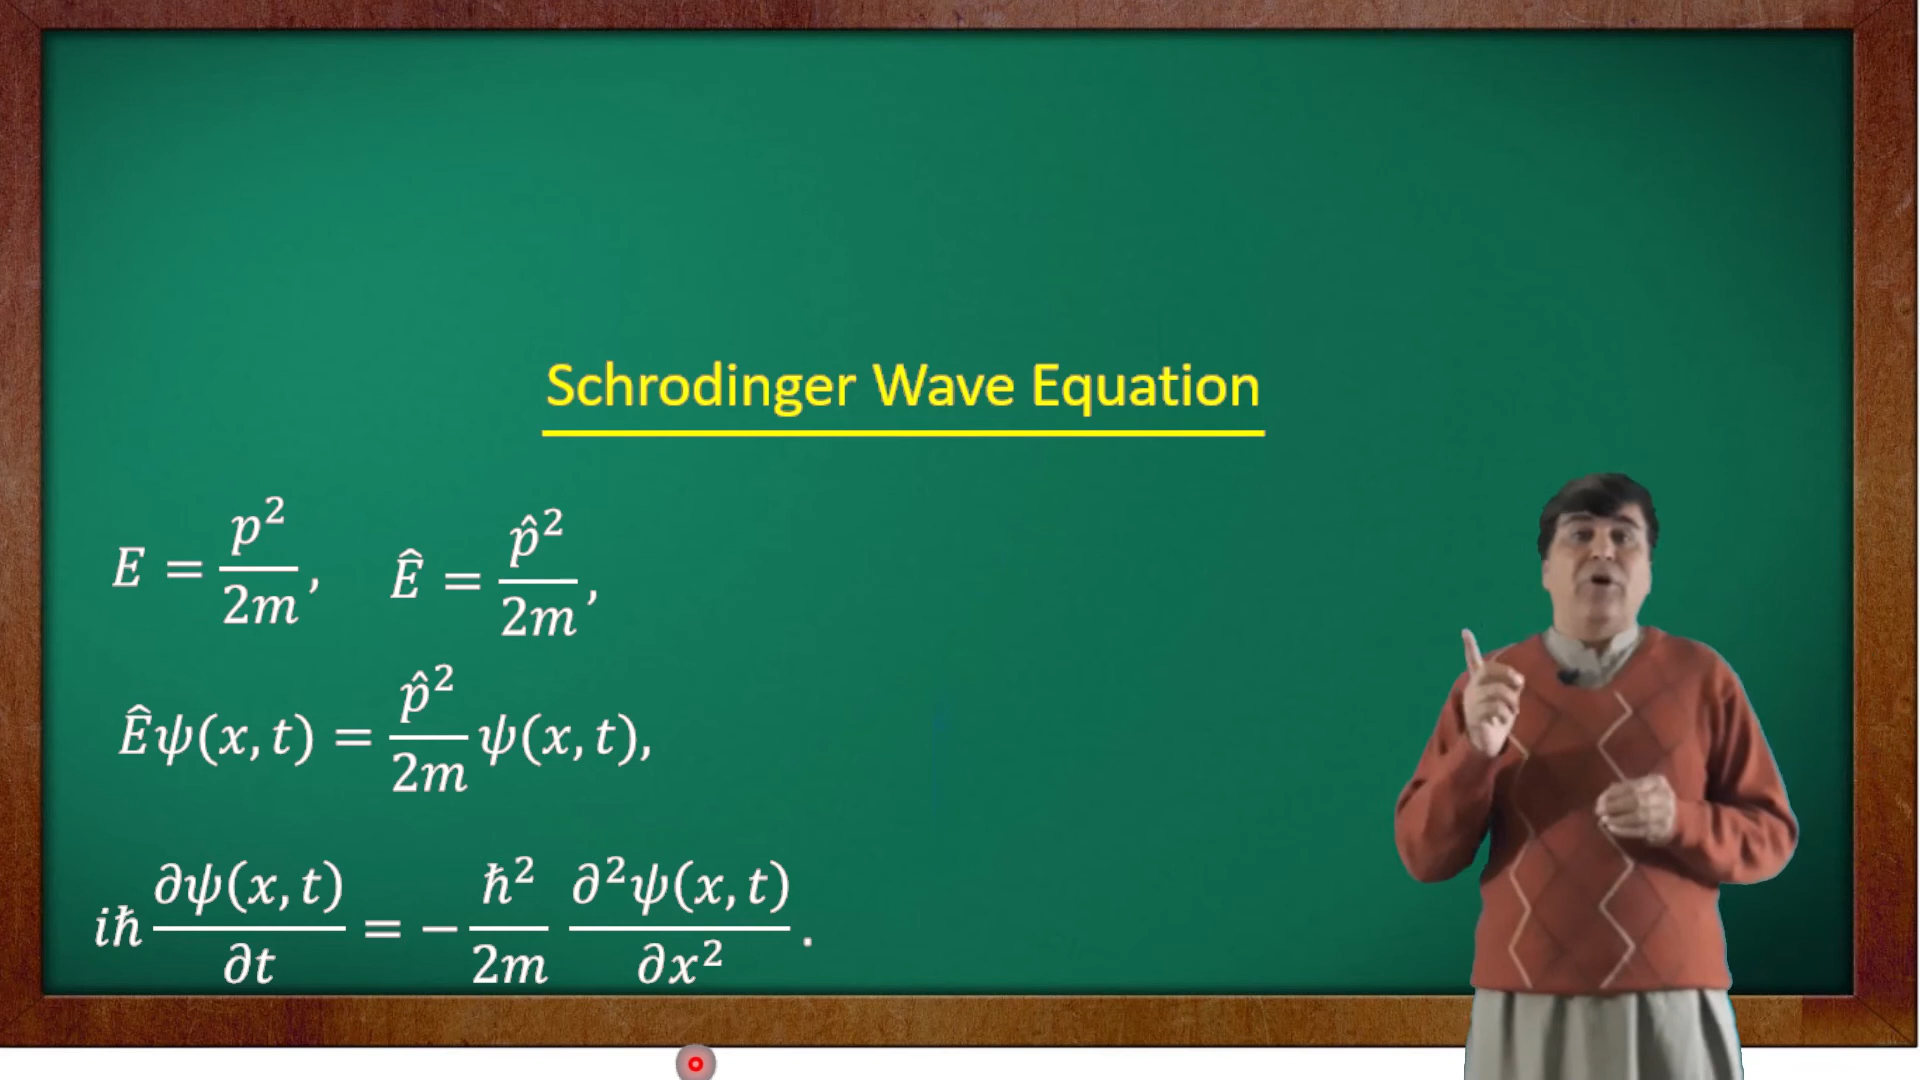 Schrodinger Wave Equation
E = p²/2m, Ê = p̂²/2m,
Êψ(x, t) = p̂²/2m ψ(x, t),
iħ ∂ψ(x, t)/∂t = − ħ²/2m ∂²ψ(x, t)/∂x² .